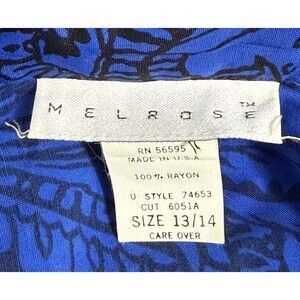 MELROSE™
RN 56595
MADE IN U.S.A
100% RAYON
U STYLE 74653
CUT 6051A
SIZE 13/14
CARE OVER